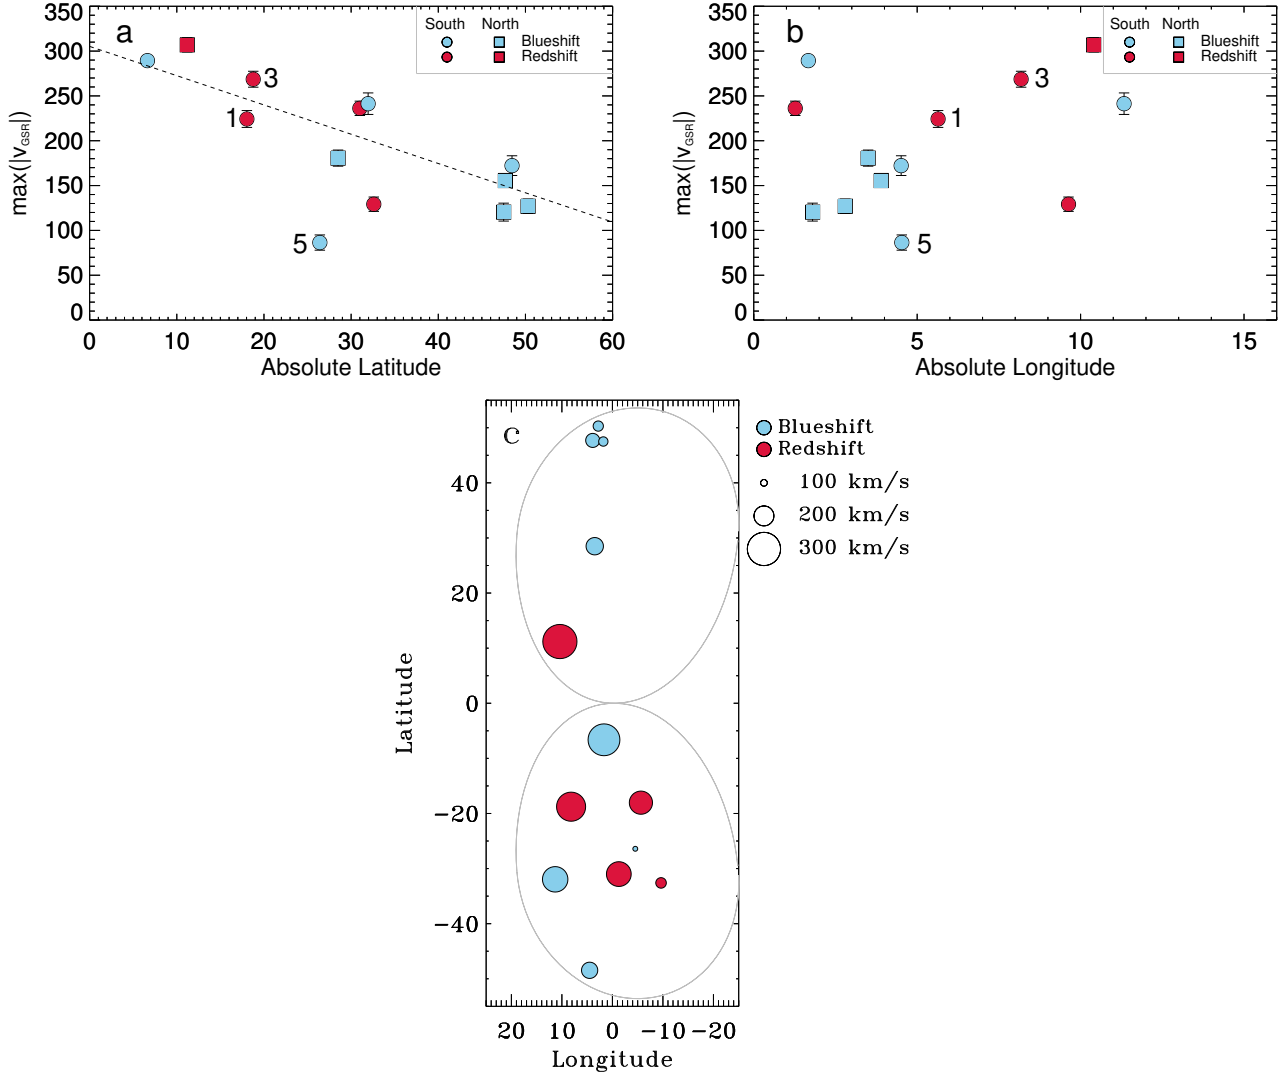 a
South North
Blueshift
Redshift
350
300
250
200
150
100
50
0
max(|vGSR|)
3
1
5
0 10 20 30 40 50 60
Absolute Latitude
b
South North
Blueshift
Redshift
350
300
250
200
150
100
50
0
max(|vGSR|)
3
1
5
0 5 10 15
Absolute Longitude
c
Blueshift
Redshift
100 km/s
200 km/s
300 km/s
40
20
0
−20
−40
Latitude
20 10 0 −10 −20
Longitude